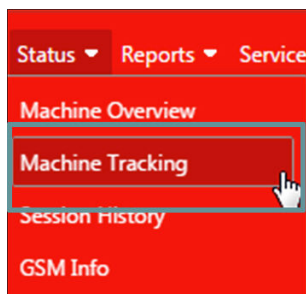 Status Reports Service
Machine Overview
Machine Tracking
Session History
GSM Info